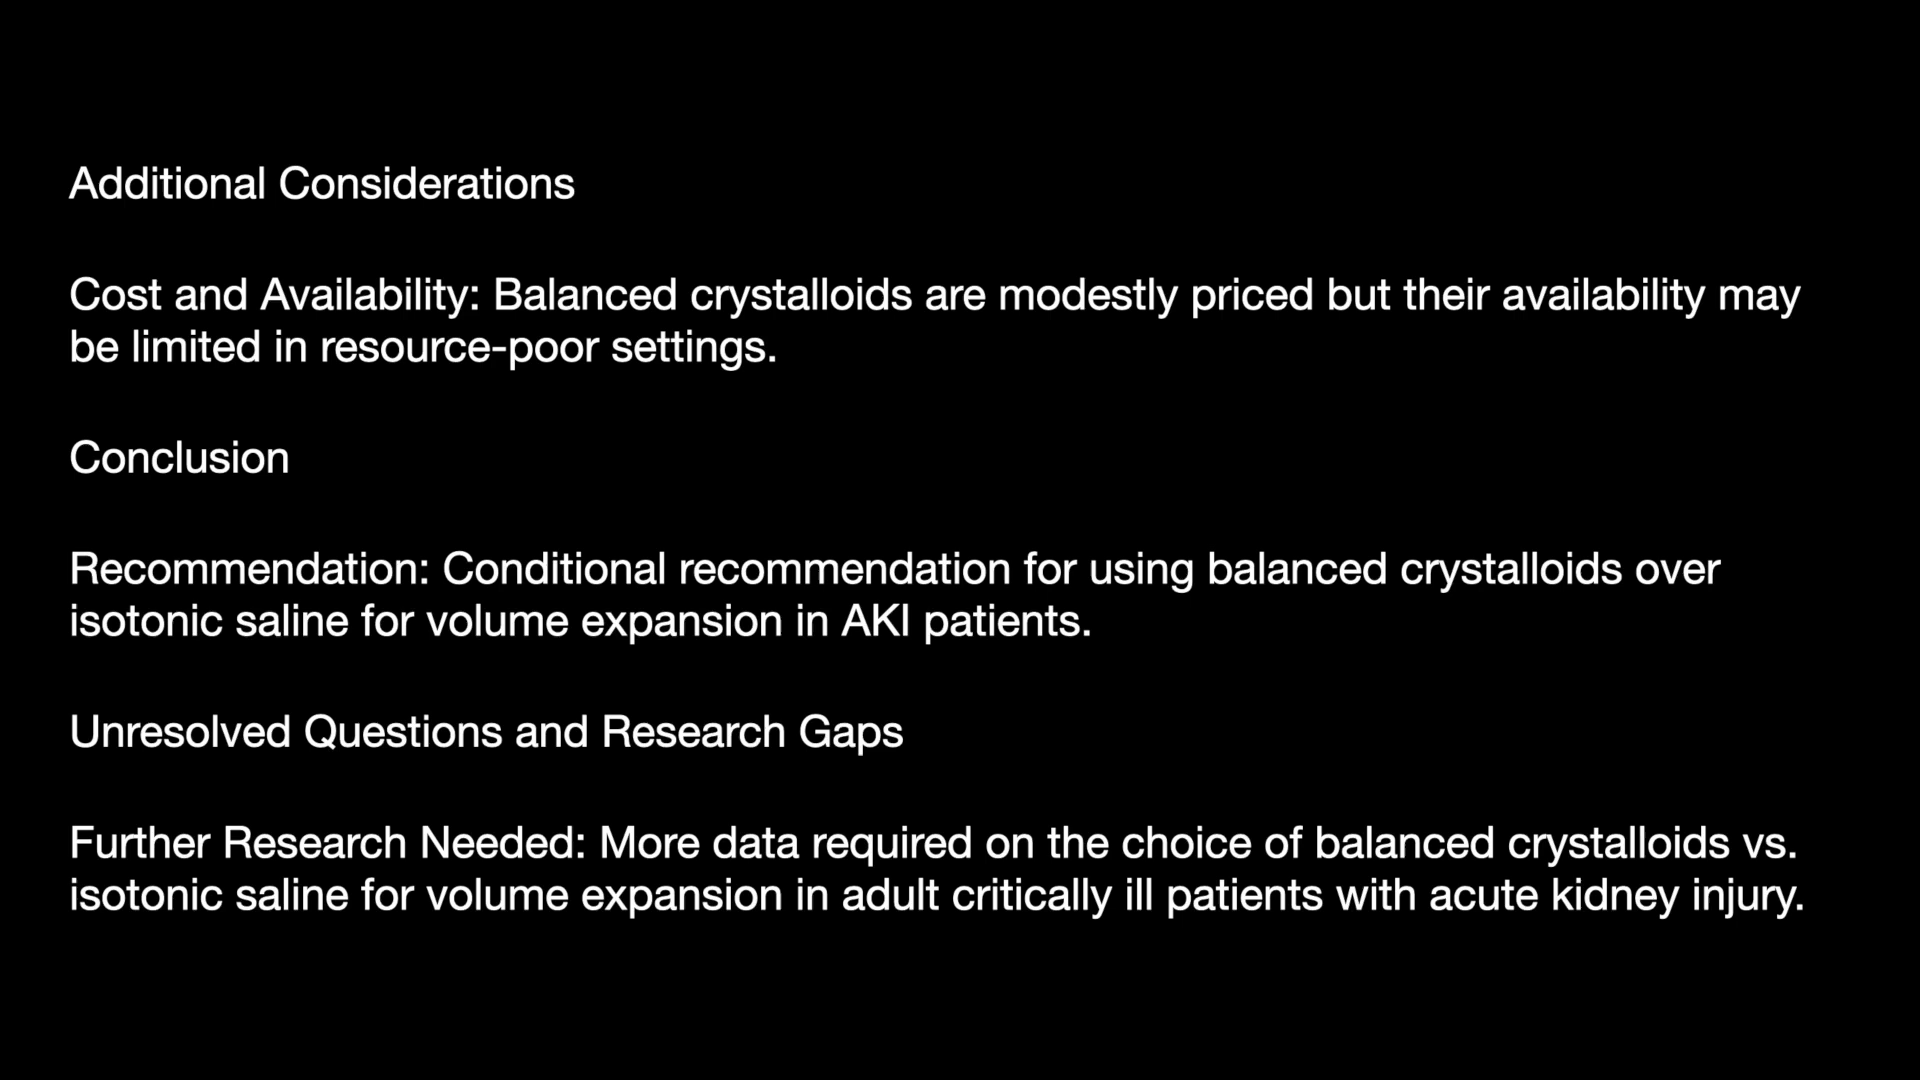 Additional Considerations
Cost and Availability: Balanced crystalloids are modestly priced but their availability may
be limited in resource-poor settings.
Conclusion
Recommendation: Conditional recommendation for using balanced crystalloids over
isotonic saline for volume expansion in AKI patients.
Unresolved Questions and Research Gaps
Further Research Needed: More data required on the choice of balanced crystalloids vs.
isotonic saline for volume expansion in adult critically ill patients with acute kidney injury.